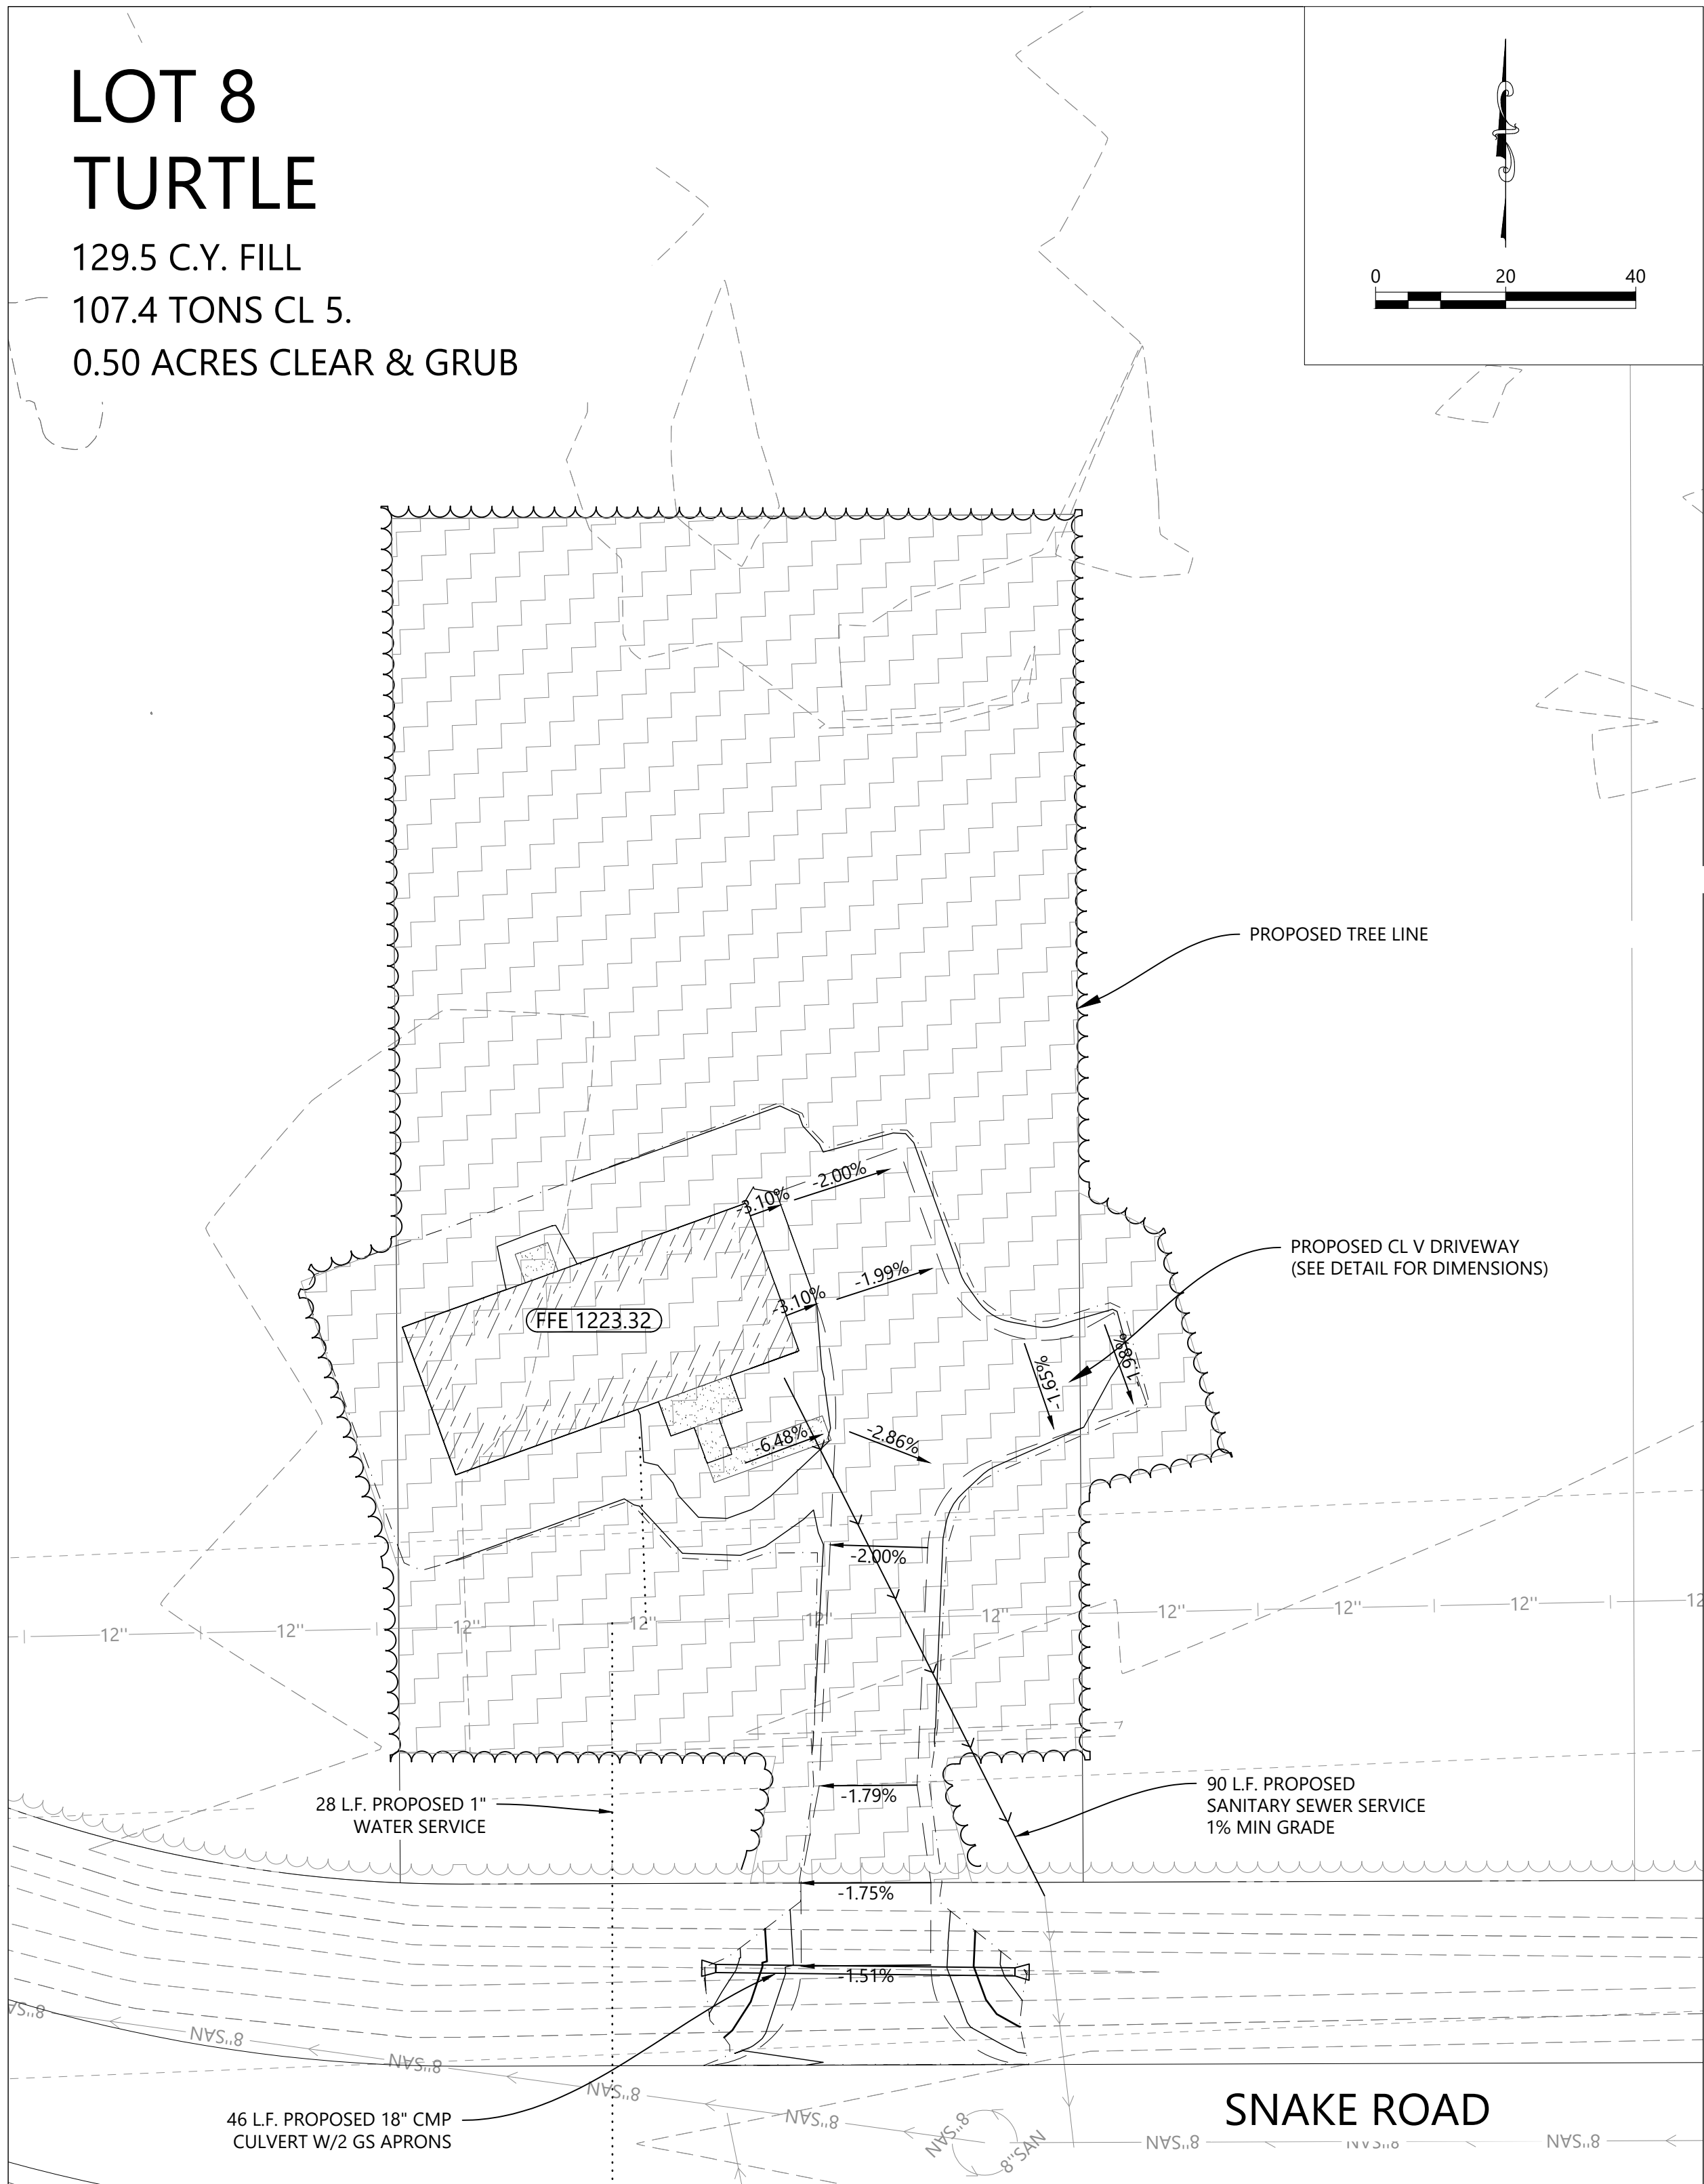 LOT 8
TURTLE
129.5 C.Y. FILL
107.4 TONS CL 5.
0.50 ACRES CLEAR & GRUB
0 20 40
PROPOSED TREE LINE
-2.00%
-3.10%
PROPOSED CL V DRIVEWAY
(SEE DETAIL FOR DIMENSIONS)
-1.99%
-3.10%
FFE 1223.32
-1.98%
-1.65%
-6.48%
-2.86%
-2.00%
12" 12" 12" 12" 12" 12" 12" 12" 12" 12
90 L.F. PROPOSED
SANITARY SEWER SERVICE
1% MIN GRADE
-1.79%
28 L.F. PROPOSED 1"
WATER SERVICE
-1.75%
-1.51%
8"SAN
8"SAN
8"SAN
8"SAN
8"SAN
8"SAN
8"SAN
8"SAN
8"SAN
SNAKE ROAD
46 L.F. PROPOSED 18" CMP
CULVERT W/2 GS APRONS